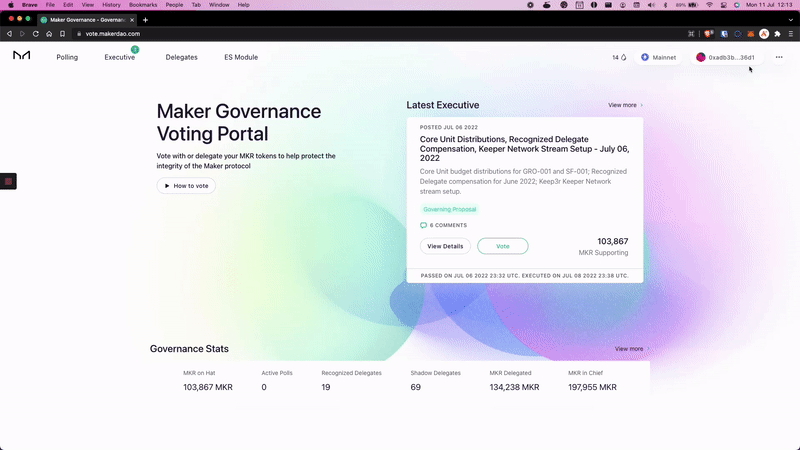 Brave File Edit View History Bookmarks People Tab Window Help
89% Mon 11 Jul 12:13
Maker Governance - Governanc
vote.makerdao.com
Polling Executive 1 Delegates ES Module 14 Mainnet 0xadb3b...36d1
Maker Governance
Voting Portal
Vote with or delegate your MKR tokens to help protect the
integrity of the Maker protocol
How to vote
Latest Executive View more
POSTED JUL 06 2022
Core Unit Distributions, Recognized Delegate
Compensation, Keeper Network Stream Setup - July 06,
2022
Core Unit budget distributions for GRO-001 and SF-001; Recognized
Delegate compensation for June 2022; Keep3r Keeper Network
stream setup.
Governing Proposal
6 COMMENTS
View Details Vote 103,867
MKR Supporting
PASSED ON JUL 06 2022 23:32 UTC. EXECUTED ON JUL 08 2022 23:38 UTC.
Governance Stats View more
MKR on Hat Active Polls Recognized Delegates Shadow Delegates MKR Delegated MKR in Chief
103,867 MKR 0 19 69 134,238 MKR 197,955 MKR